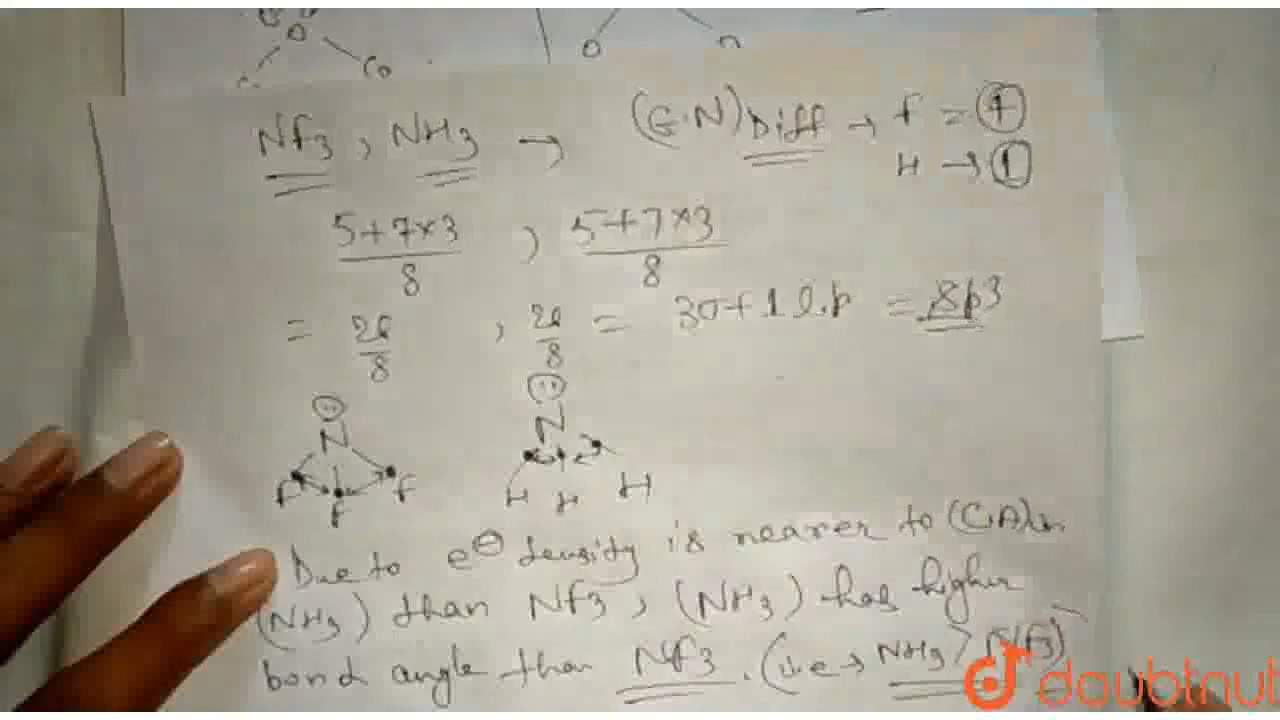 O
Co
O
NF3, NH3 → (E.N) Diff → F = 4
H → 1
5+7×3/8 , 5+7×3/8
= 26/8 , 26/8 = 3σ+1 l.p = sp3
N N
F F F H H H
Due to e⊖ density is nearer to (C.A) in
(NH3) than NF3, (NH3) has higher
bond angle than NF3. (i.e → NH3 > NF3)
doubtnut